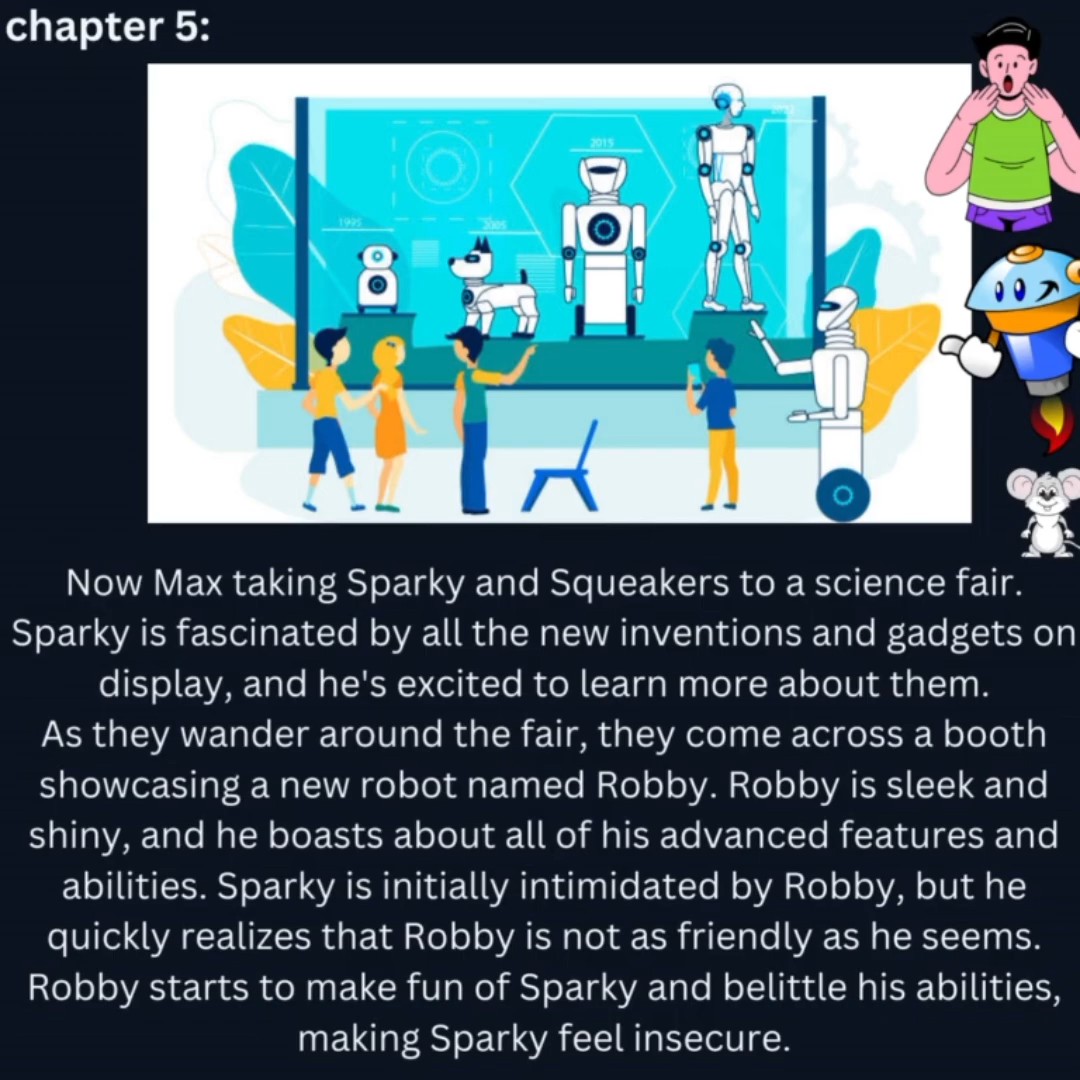 chapter 5:
2022
2015
1995
2005
Now Max taking Sparky and Squeakers to a science fair.
Sparky is fascinated by all the new inventions and gadgets on
display, and he's excited to learn more about them.
As they wander around the fair, they come across a booth
showcasing a new robot named Robby. Robby is sleek and
shiny, and he boasts about all of his advanced features and
abilities. Sparky is initially intimidated by Robby, but he
quickly realizes that Robby is not as friendly as he seems.
Robby starts to make fun of Sparky and belittle his abilities,
making Sparky feel insecure.